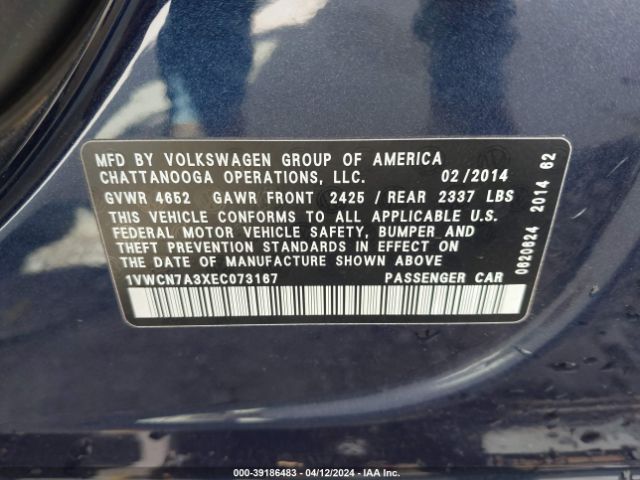 MFD BY VOLKSWAGEN GROUP OF AMERICA
CHATTANOOGA OPERATIONS, LLC. 02/2014
GVWR 4652 GAWR FRONT 2425 / REAR 2337 LBS
THIS VEHICLE CONFORMS TO ALL APPLICABLE U.S.
FEDERAL MOTOR VEHICLE SAFETY, BUMPER AND
THEFT PREVENTION STANDARDS IN EFFECT ON
THE DATE OF MANUFACTURE SHOWN ABOVE
1VWCN7A3XEC073167 PASSENGER CAR
0820824 2014 62
000-39186483 - 04/12/2024 - IAA Inc.